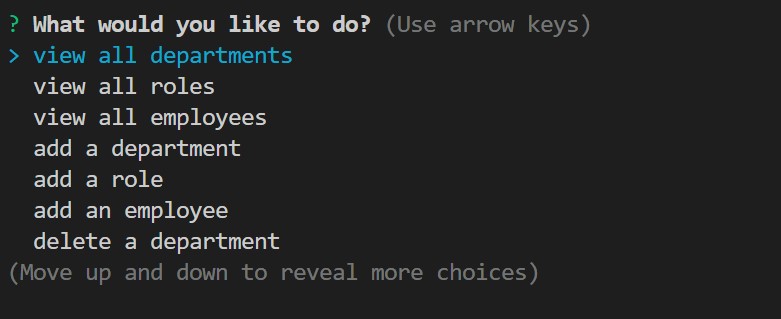 ? What would you like to do? (Use arrow keys)
> view all departments
view all roles
view all employees
add a department
add a role
add an employee
delete a department
(Move up and down to reveal more choices)